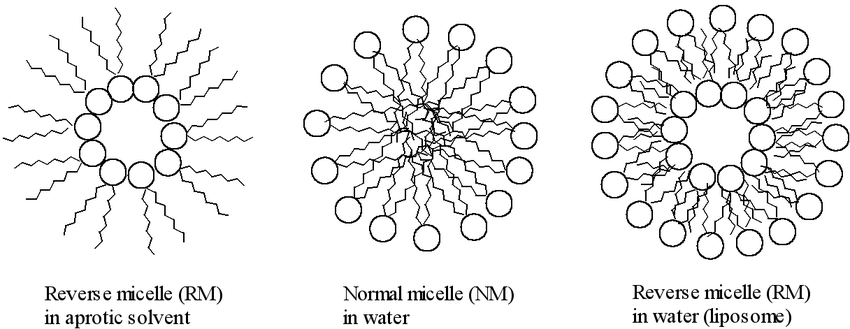 Reverse micelle (RM)
in aprotic solvent
Normal micelle (NM)
in water
Reverse micelle (RM)
in water (liposome)